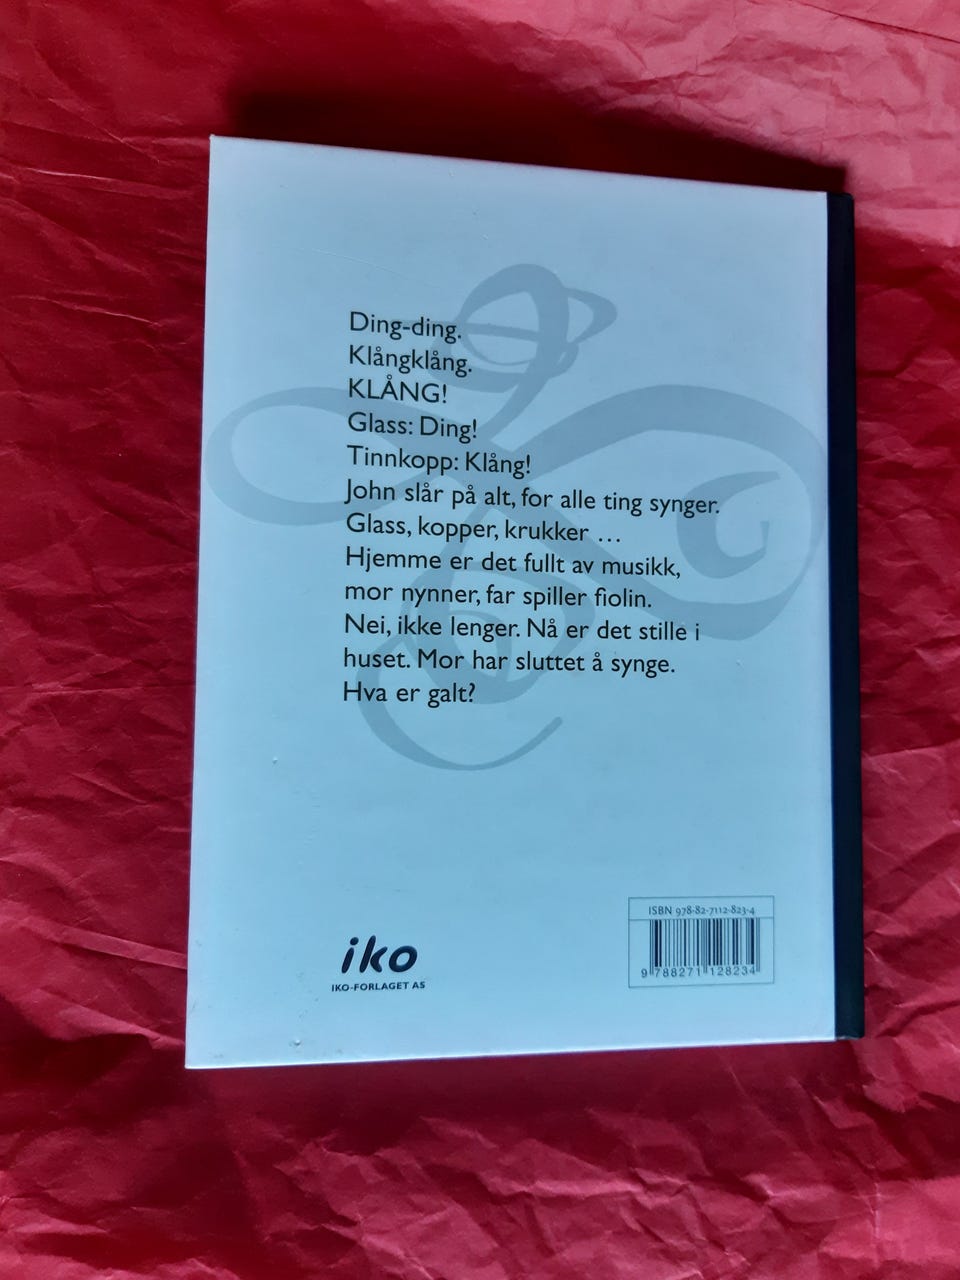 Ding-ding.
Klångklång.
KLÅNG!
Glass: Ding!
Tinnkopp: Klång!
John slår på alt, for alle ting synger.
Glass, kopper, krukker ...
Hjemme er det fullt av musikk,
mor nynner, far spiller fiolin.
Nei, ikke lenger. Nå er det stille i
huset. Mor har sluttet å synge.
Hva er galt?
iko
IKO-FORLAGET AS
ISBN 978-82-7112-823-4
9 788271 128234